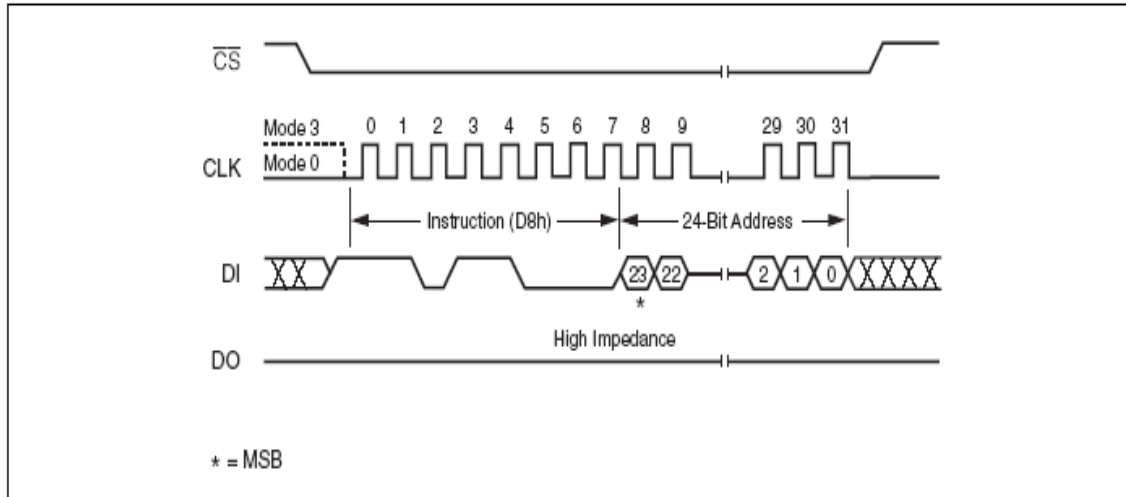 CS
Mode 3
0 1 2 3 4 5 6 7 8 9 29 30 31
CLK
Mode 0
Instruction (D8h)
24-Bit Address
DI
23 22 2 1 0
*
High Impedance
DO
* = MSB